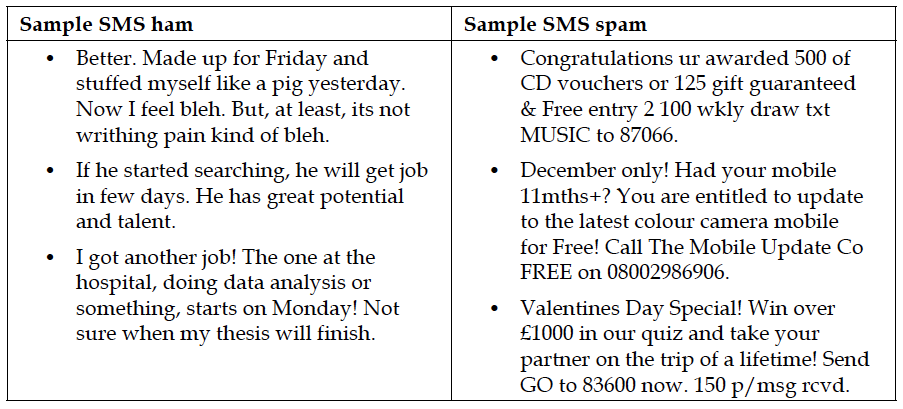 Sample SMS ham
• Better. Made up for Friday and
stuffed myself like a pig yesterday.
Now I feel bleh. But, at least, its not
writhing pain kind of bleh.
• If he started searching, he will get job
in few days. He has great potential
and talent.
• I got another job! The one at the
hospital, doing data analysis or
something, starts on Monday! Not
sure when my thesis will finish.
Sample SMS spam
• Congratulations ur awarded 500 of
CD vouchers or 125 gift guaranteed
& Free entry 2 100 wkly draw txt
MUSIC to 87066.
• December only! Had your mobile
11mths+? You are entitled to update
to the latest colour camera mobile
for Free! Call The Mobile Update Co
FREE on 08002986906.
• Valentines Day Special! Win over
£1000 in our quiz and take your
partner on the trip of a lifetime! Send
GO to 83600 now. 150 p/msg rcvd.